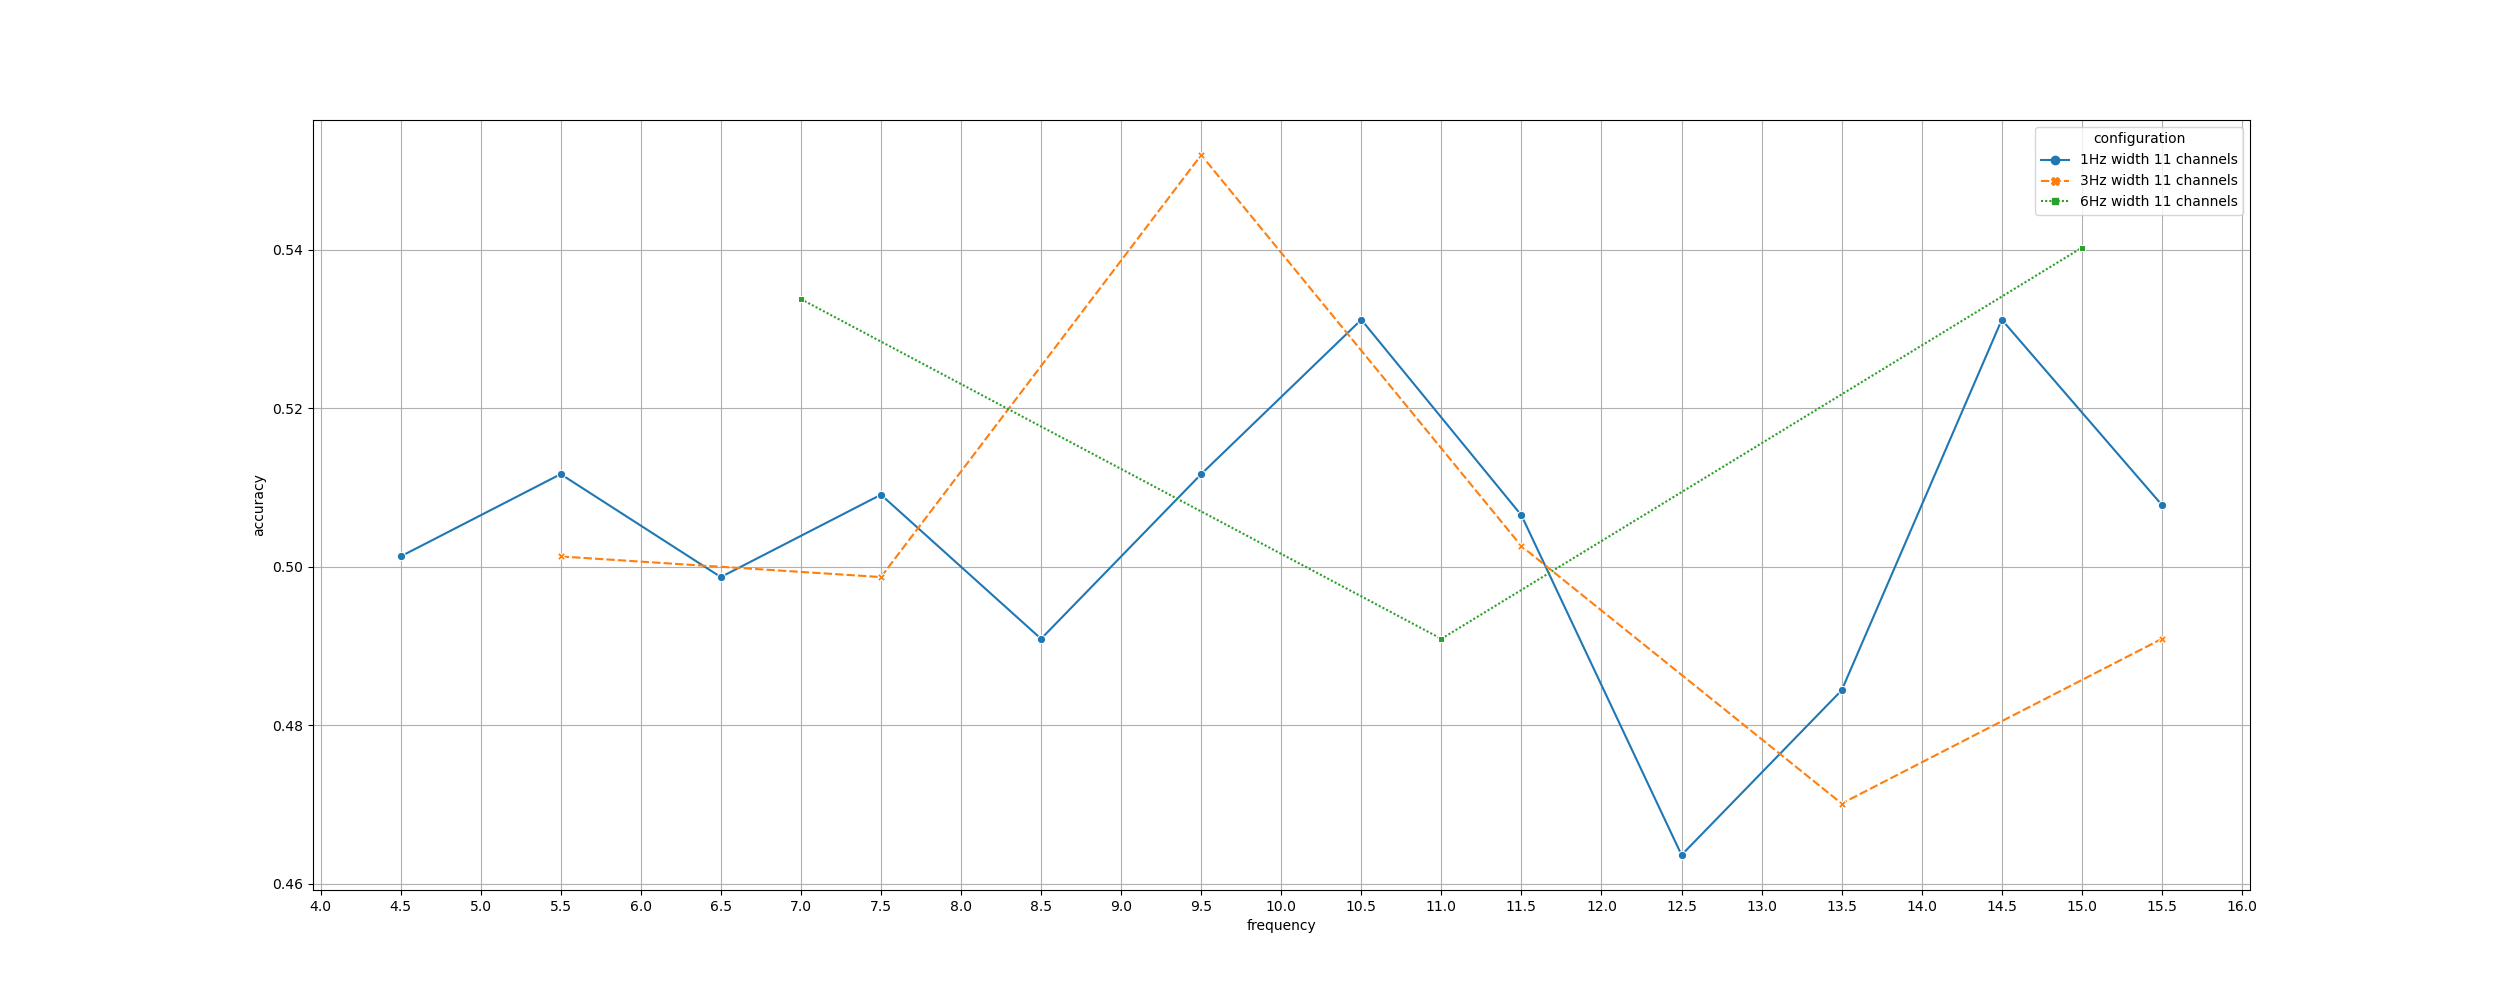 configuration
1Hz width 11 channels
3Hz width 11 channels
6Hz width 11 channels
0.54
0.52
0.50
0.48
0.46
accuracy
4.0 4.5 5.0 5.5 6.0 6.5 7.0 7.5 8.0 8.5 9.0 9.5 10.0 10.5 11.0 11.5 12.0 12.5 13.0 13.5 14.0 14.5 15.0 15.5 16.0
frequency